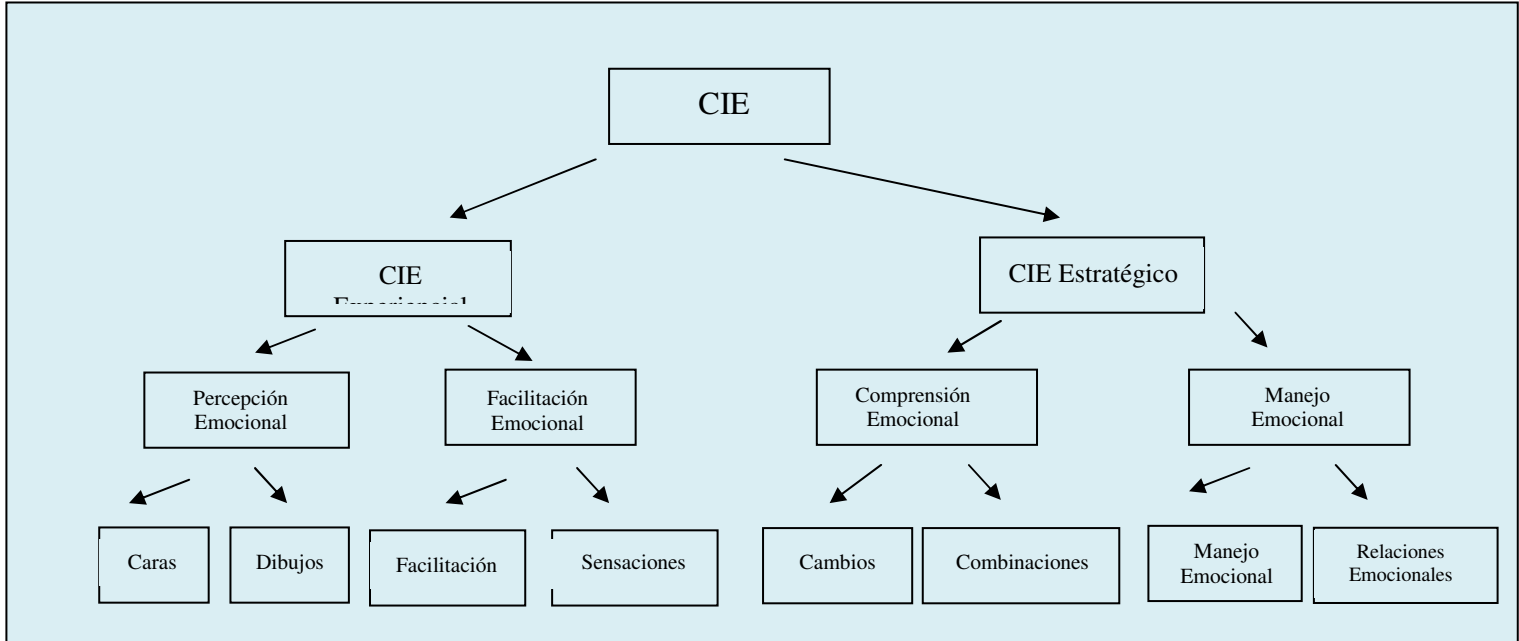 CIE
CIE
Experiencial
CIE Estratégico
Percepción
Emocional
Facilitación
Emocional
Comprensión
Emocional
Manejo
Emocional
Caras
Dibujos
Facilitación
Sensaciones
Cambios
Combinaciones
Manejo
Emocional
Relaciones
Emocionales